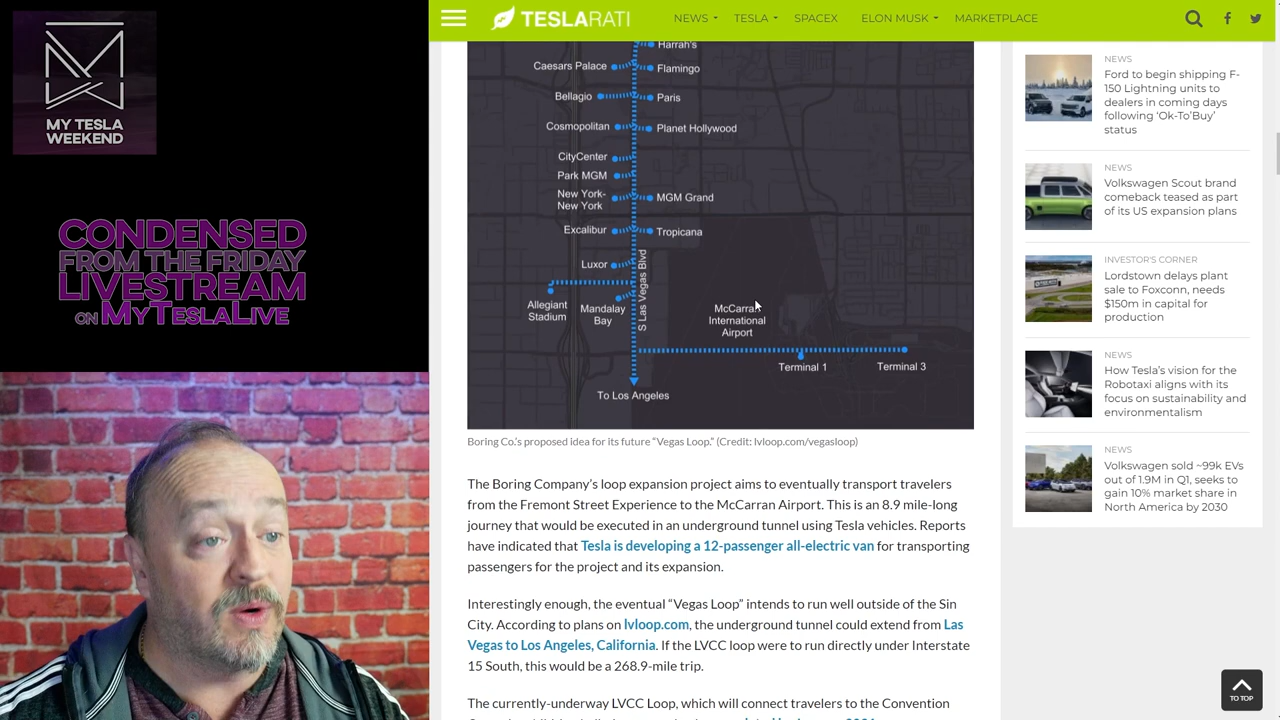 MY TESLA
WEEKEND
CONDENSED
FROM THE FRIDAY
LIVESTREAM
ON MYTESLALIVE
TESLARATI
NEWS
TESLA
SPACEX
ELON MUSK
MARKETPLACE
Harrah's
Caesars Palace
Flamingo
Bellagio
Paris
Cosmopolitan
Planet Hollywood
CityCenter
Park MGM
New York-
New York
MGM Grand
Excalibur
Tropicana
Luxor
S Las Vegas Blvd
Allegiant
Stadium
Mandalay
Bay
McCarran
International
Airport
Terminal 1
Terminal 3
To Los Angeles
Boring Co.'s proposed idea for its future “Vegas Loop.” (Credit: lvloop.com/vegasloop)
The Boring Company’s loop expansion project aims to eventually transport travelers
from the Fremont Street Experience to the McCarran Airport. This is an 8.9 mile-long
journey that would be executed in an underground tunnel using Tesla vehicles. Reports
have indicated that Tesla is developing a 12-passenger all-electric van for transporting
passengers for the project and its expansion.
Interestingly enough, the eventual “Vegas Loop” intends to run well outside of the Sin
City. According to plans on lvloop.com, the underground tunnel could extend from Las
Vegas to Los Angeles, California. If the LVCC loop were to run directly under Interstate
15 South, this would be a 268.9-mile trip.
The currently-underway LVCC Loop, which will connect travelers to the Convention
NEWS
Ford to begin shipping F-
150 Lightning units to
dealers in coming days
following ‘Ok-To’Buy’
status
NEWS
Volkswagen Scout brand
comeback teased as part
of its US expansion plans
INVESTOR'S CORNER
Lordstown delays plant
sale to Foxconn, needs
$150m in capital for
production
NEWS
How Tesla’s vision for the
Robotaxi aligns with its
focus on sustainability and
environmentalism
NEWS
Volkswagen sold ~99k EVs
out of 1.9M in Q1, seeks to
gain 10% market share in
North America by 2030
TO TOP